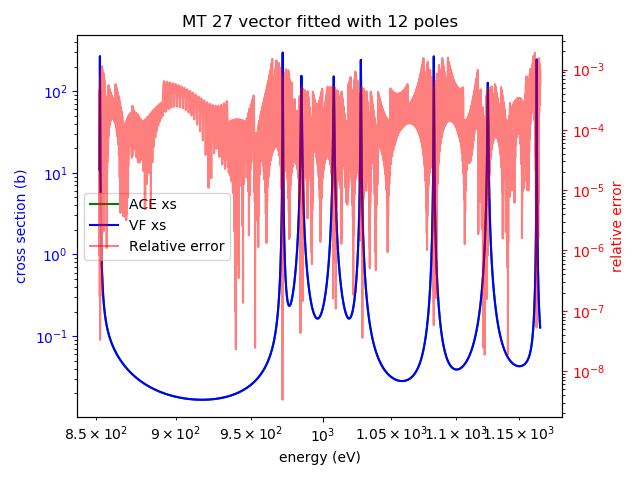 MT 27 vector fitted with 12 poles
10²
10¹
10⁰
10⁻¹
cross section (b)
ACE xs
VF xs
Relative error
10⁻³
10⁻⁴
10⁻⁵
10⁻⁶
10⁻⁷
10⁻⁸
relative error
8.5 × 10² 9 × 10² 9.5 × 10² 10³ 1.05 × 10³ 1.1 × 10³ 1.15 × 10³
energy (eV)